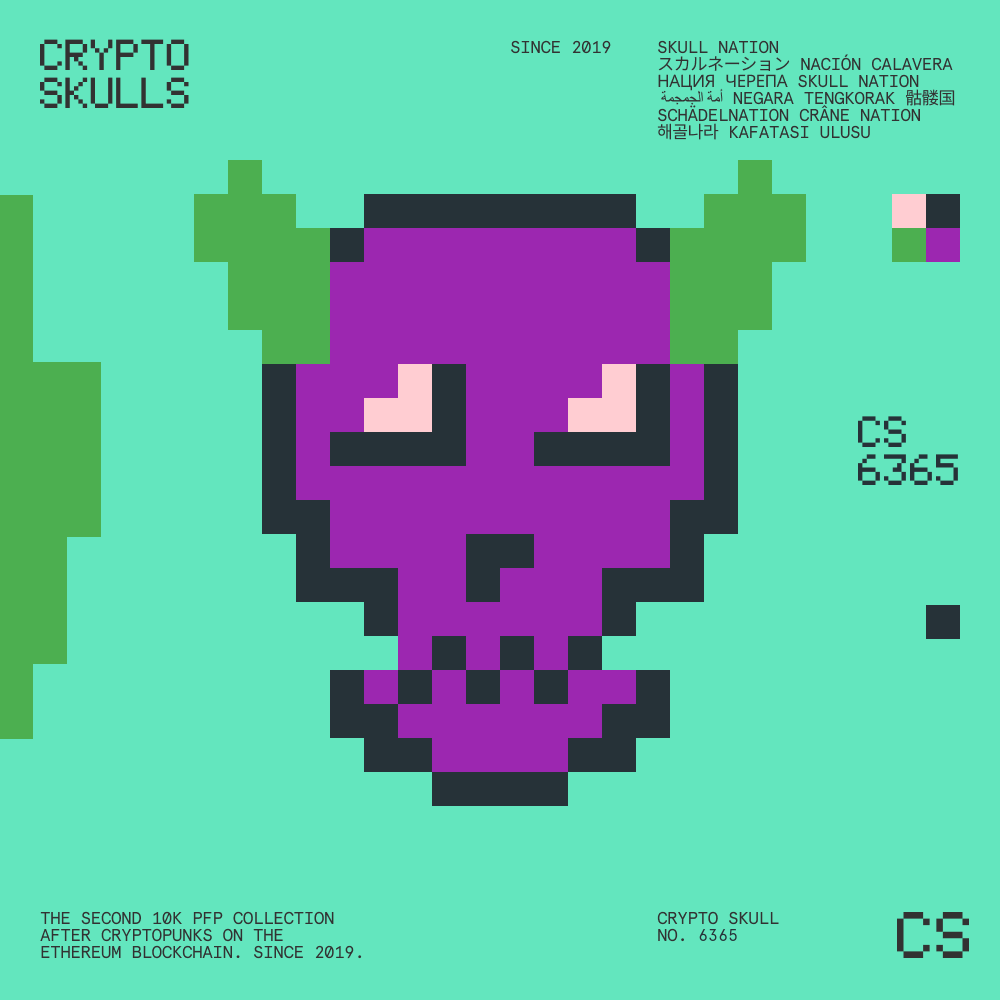 CRYPTO
SKULLS
SINCE 2019
SKULL NATION
スカルネーション NACIÓN CALAVERA
НАЦИЯ ЧЕРЕПА SKULL NATION
أمة الجمجمة NEGARA TENGKORAK 骷髅国
SCHÄDELNATION CRÂNE NATION
해골나라 KAFATASI ULUSU
CS
6365
THE SECOND 10K PFP COLLECTION
AFTER CRYPTOPUNKS ON THE
ETHEREUM BLOCKCHAIN. SINCE 2019.
CRYPTO SKULL
NO. 6365
CS